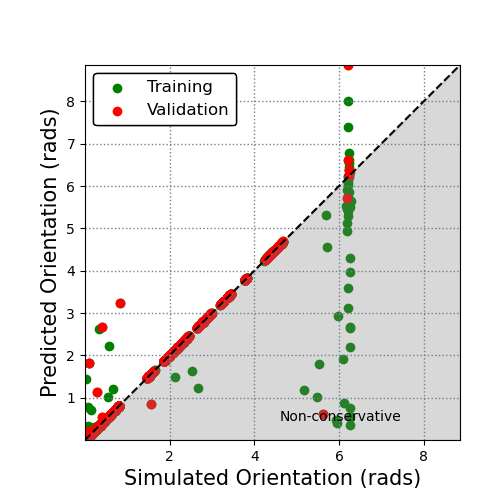 Training
Validation
Predicted Orientation (rads)
8
7
6
5
4
3
2
1
Non-conservative
2
4
6
8
Simulated Orientation (rads)